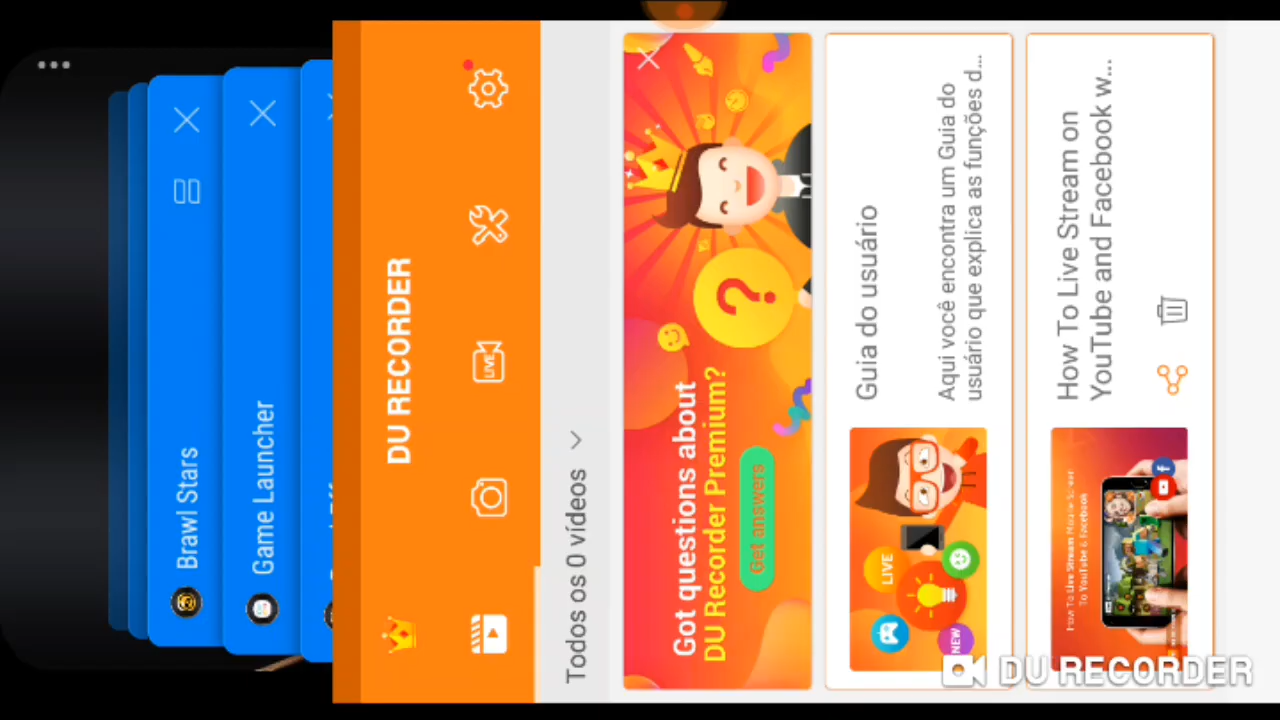 Brawl Stars
Game Launcher
DU RECORDER
LIVE
Todos os 0 vídeos
Got questions about
DU Recorder Premium?
Get answers
?
LIVE
NEW
Guia do usuário
Aqui você encontra um Guia do
usuário que explica as funções d...
How To Live Stream Mobile Screen
To YouTube & Facebook
How To Live Stream on
YouTube and Facebook w...
DU RECORDER